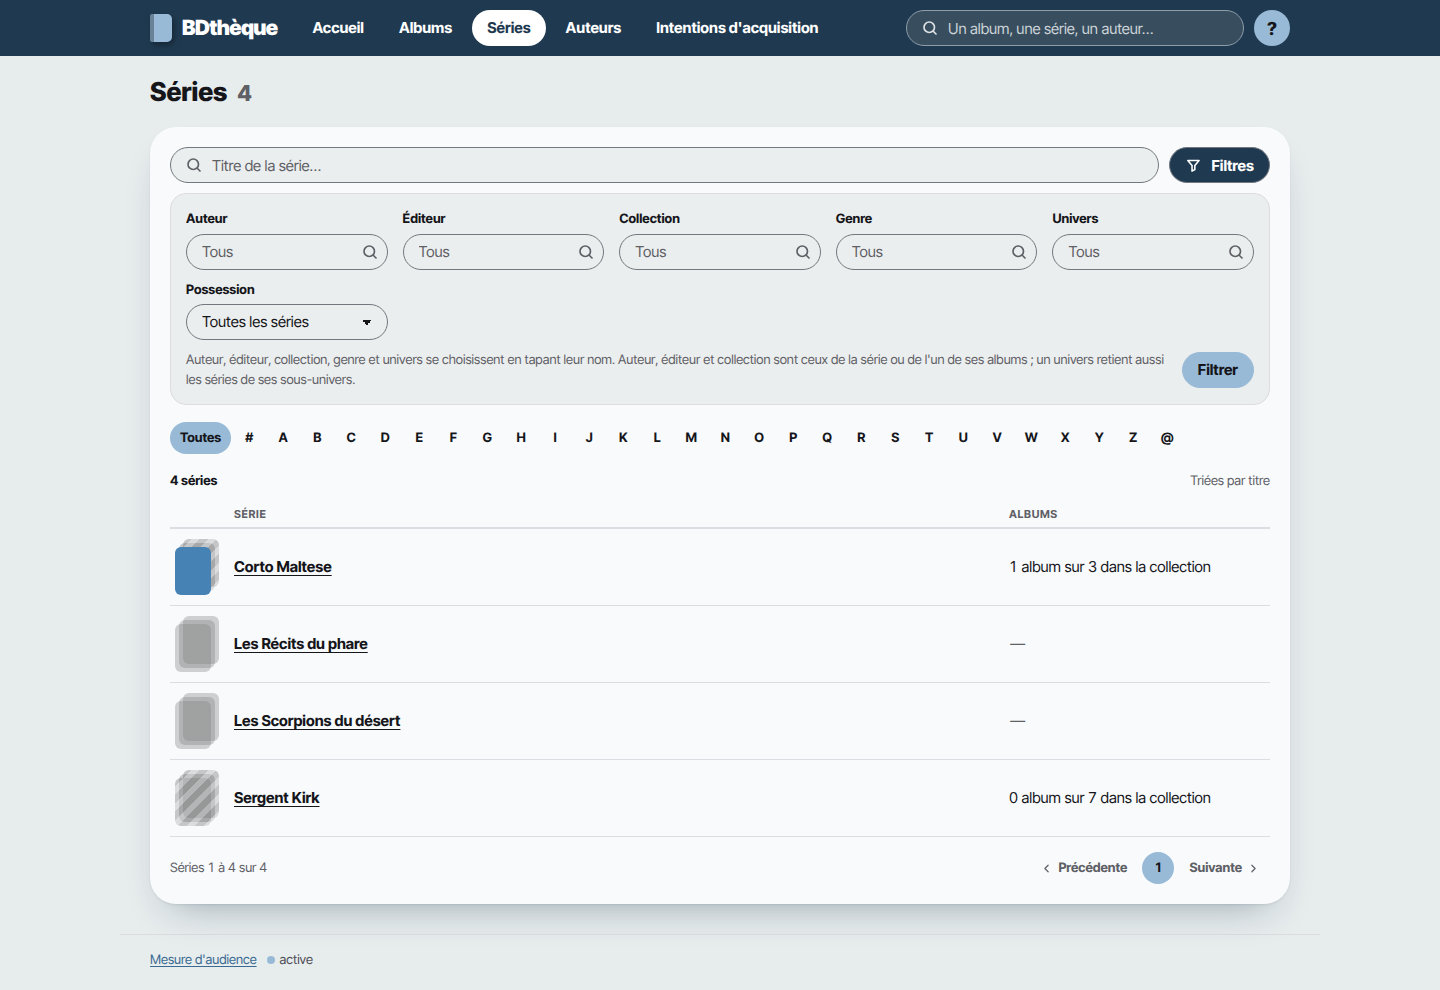 BDthèque Accueil Albums Séries Auteurs Intentions d'acquisition Un album, une série, un auteur... ?
Séries 4
Titre de la série... Filtres
Auteur Éditeur Collection Genre Univers
Tous Tous Tous Tous Tous
Possession
Toutes les séries
Auteur, éditeur, collection, genre et univers se choisissent en tapant leur nom. Auteur, éditeur et collection sont ceux de la série ou de l'un de ses albums ; un univers retient aussi
les séries de ses sous-univers.
Filtrer
Toutes # A B C D E F G H I J K L M N O P Q R S T U V W X Y Z @
4 séries Triées par titre
SÉRIE ALBUMS
Corto Maltese 1 album sur 3 dans la collection
Les Récits du phare —
Les Scorpions du désert —
Sergent Kirk 0 album sur 7 dans la collection
Séries 1 à 4 sur 4 Précédente 1 Suivante
Mesure d'audience active